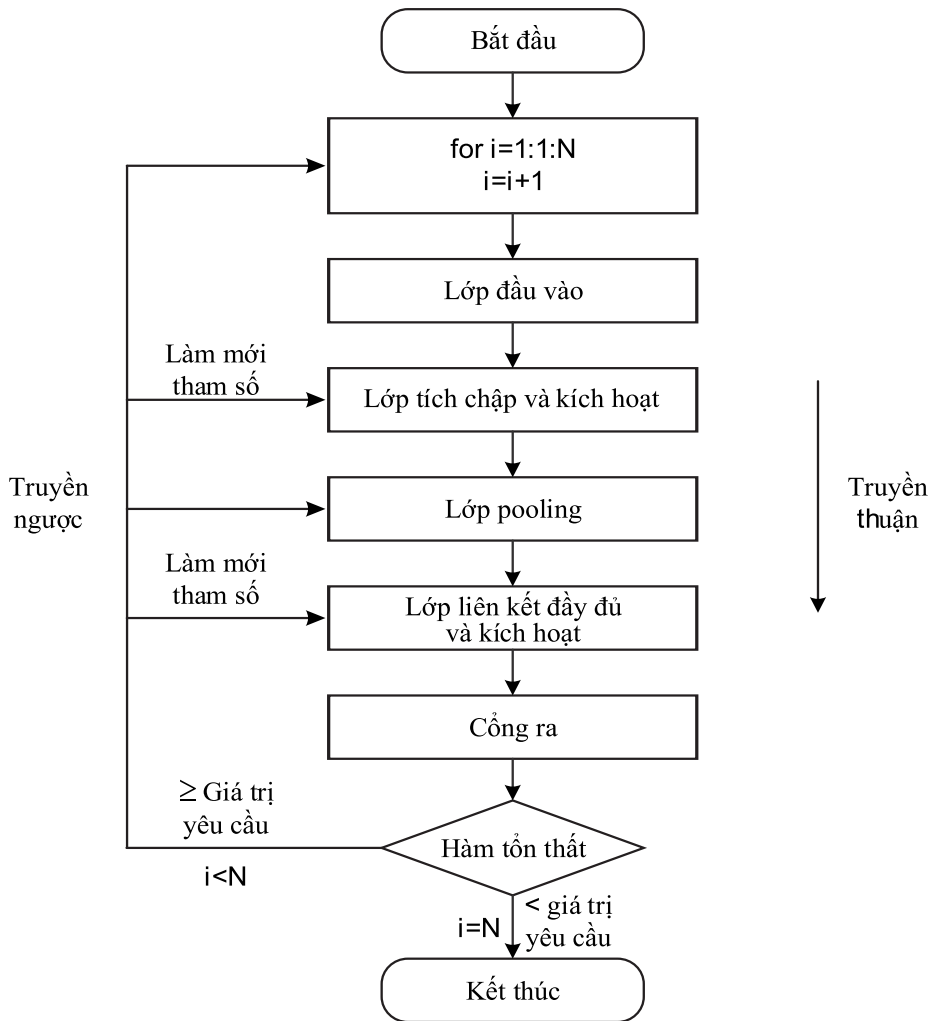 Bắt đầu
for i=1:1:N
i=i+1
Lớp đầu vào
Làm mới
tham số
Lớp tích chập và kích hoạt
Truyền
ngược
Lớp pooling
Truyền
thuận
Làm mới
tham số
Lớp liên kết đầy đủ
và kích hoạt
Cổng ra
≥ Giá trị
yêu cầu
Hàm tổn thất
i<N
i=N
< giá trị
yêu cầu
Kết thúc